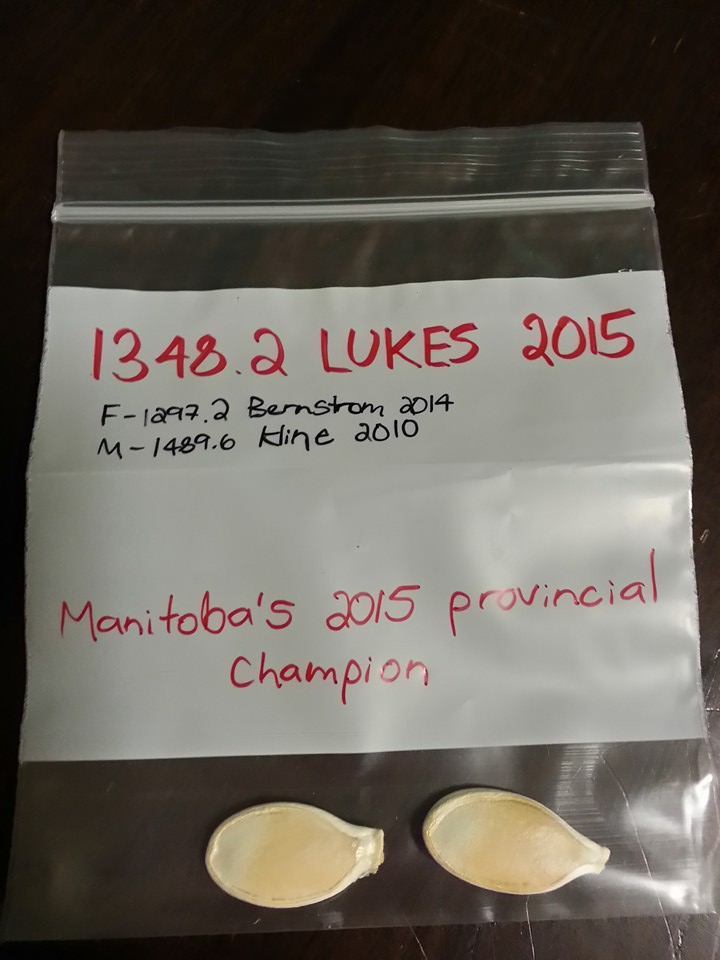 1348.2 LUKES 2015
F-1297.2 Bernstrom 2014
M-1489.6 Kline 2010
Manitoba's 2015 provincial
Champion